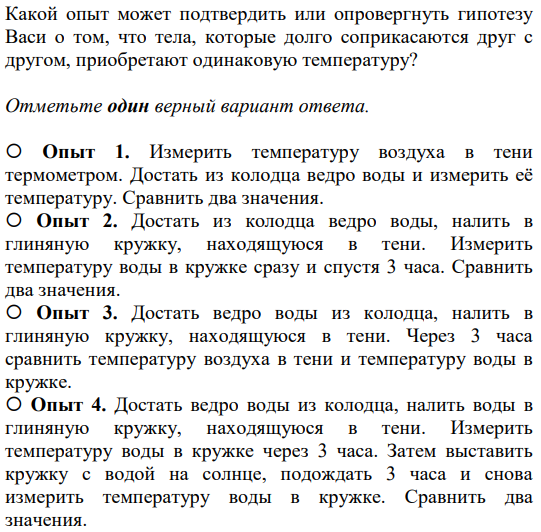 Какой опыт может подтвердить или опровергнуть гипотезу
Васи о том, что тела, которые долго соприкасаются друг с
другом, приобретают одинаковую температуру?
Отметьте один верный вариант ответа.
Опыт 1. Измерить температуру воздуха в тени
термометром. Достать из колодца ведро воды и измерить её
температуру. Сравнить два значения.
Опыт 2. Достать из колодца ведро воды, налить в
глиняную кружку, находящуюся в тени. Измерить
температуру воды в кружке сразу и спустя 3 часа. Сравнить
два значения.
Опыт 3. Достать ведро воды из колодца, налить в
глиняную кружку, находящуюся в тени. Через 3 часа
сравнить температуру воздуха в тени и температуру воды в
кружке.
Опыт 4. Достать ведро воды из колодца, налить воды в
глиняную кружку, находящуюся в тени. Измерить
температуру воды в кружке через 3 часа. Затем выставить
кружку с водой на солнце, подождать 3 часа и снова
измерить температуру воды в кружке. Сравнить два
значения.